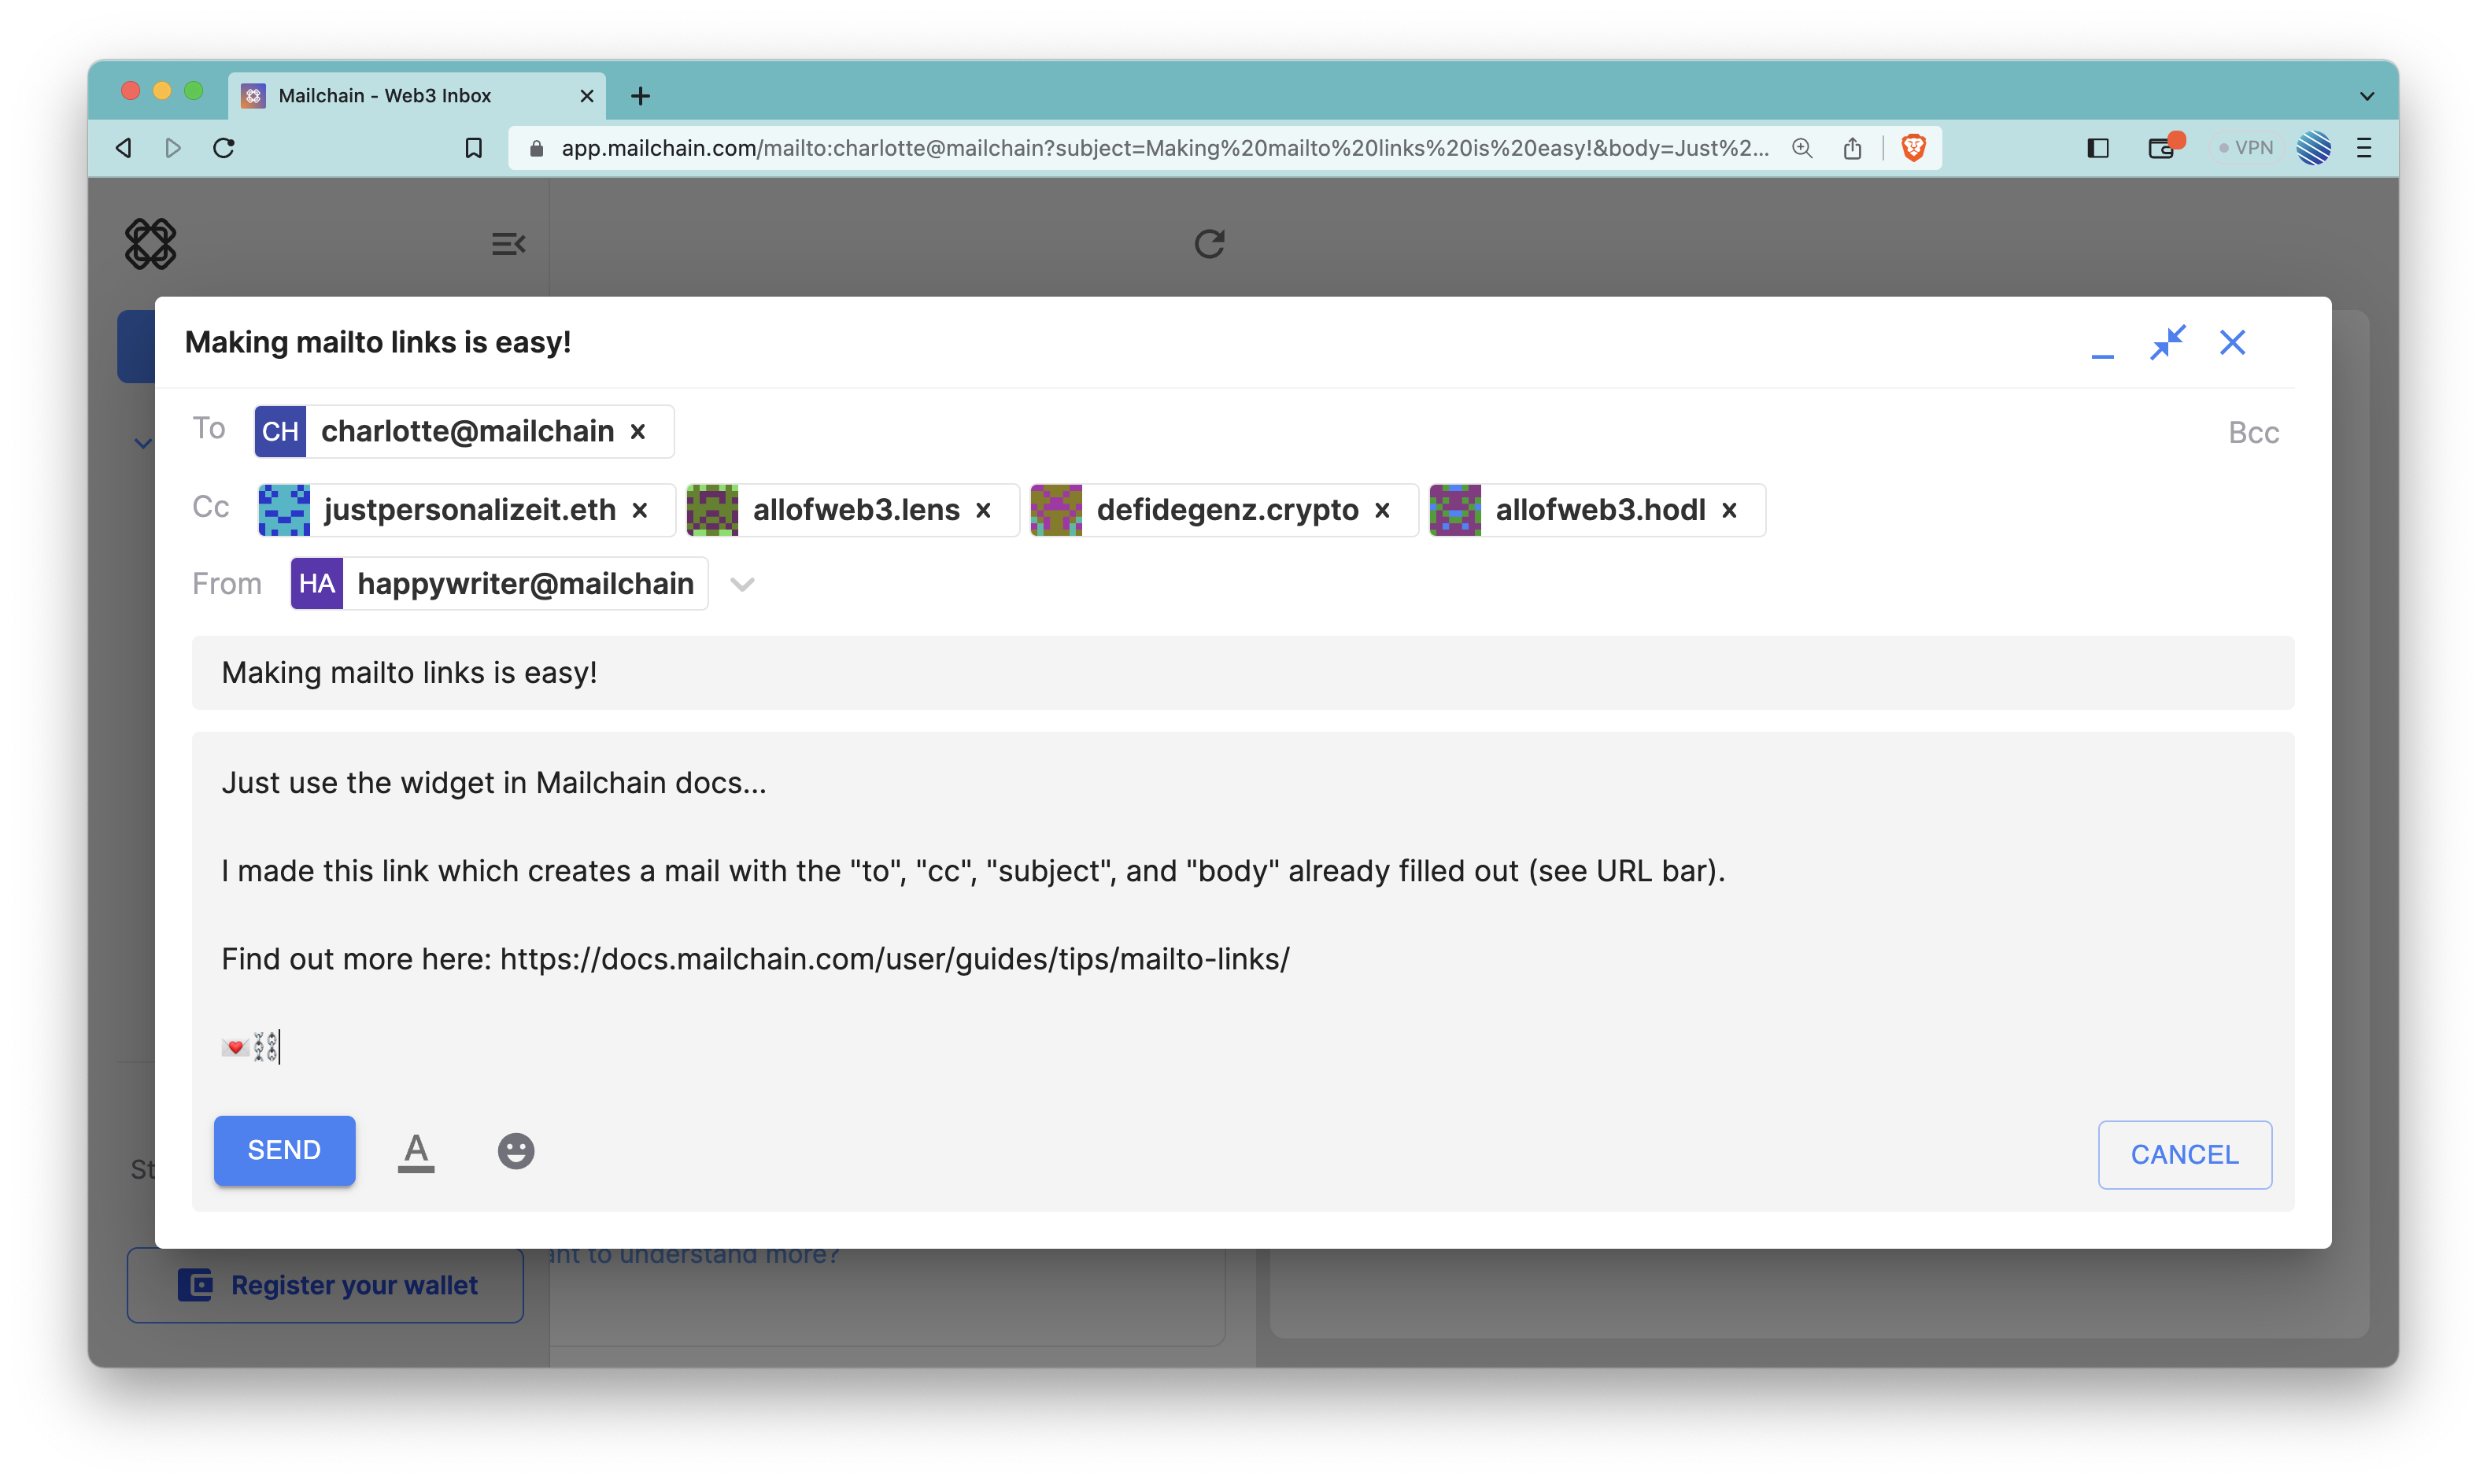 Mailchain - Web3 Inbox
app.mailchain.com/mailto:charlotte@mailchain?subject=Making%20mailto%20links%20is%20easy!&body=Just%2...
VPN
Making mailto links is easy!
To CH charlotte@mailchain Bcc
Cc justpersonalizeit.eth allofweb3.lens defidegenz.crypto allofweb3.hodl
From HA happywriter@mailchain
Making mailto links is easy!
Just use the widget in Mailchain docs...
I made this link which creates a mail with the "to", "cc", "subject", and "body" already filled out (see URL bar).
Find out more here: https://docs.mailchain.com/user/guides/tips/mailto-links/
💌⛓
SEND A CANCEL
St
ant to understand more?
Register your wallet